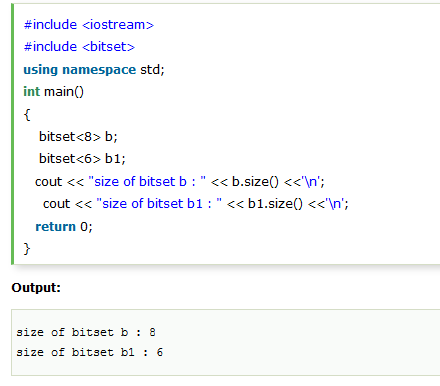 #include <iostream>
#include <bitset>
using namespace std;
int main()
{
bitset<8> b;
bitset<6> b1;
cout << "size of bitset b : " << b.size() <<'\n';
cout << "size of bitset b1 : " << b1.size() <<'\n';
return 0;
}
Output:
size of bitset b : 8
size of bitset b1 : 6